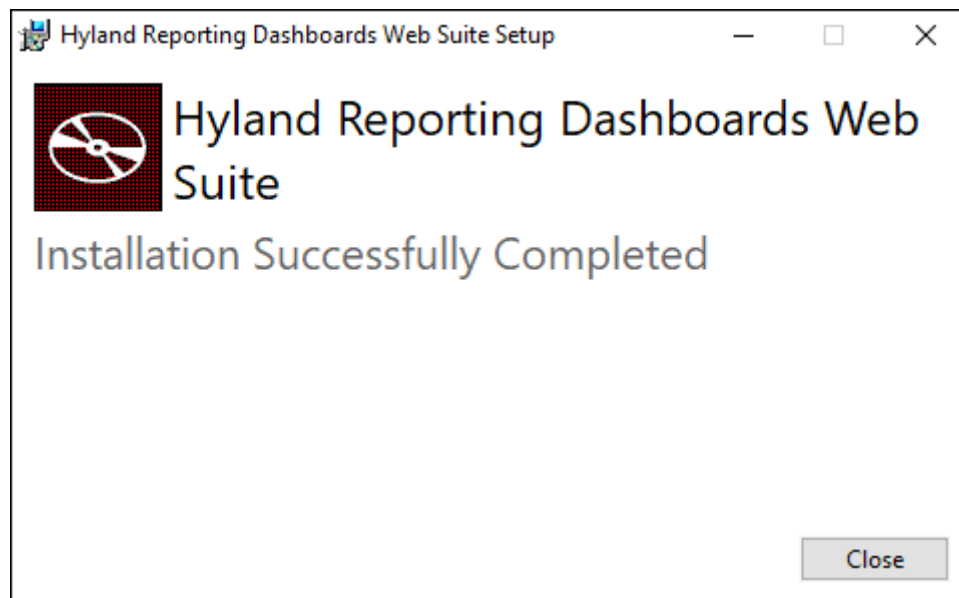 Hyland Reporting Dashboards Web Suite Setup
Hyland Reporting Dashboards Web
Suite
Installation Successfully Completed
Close